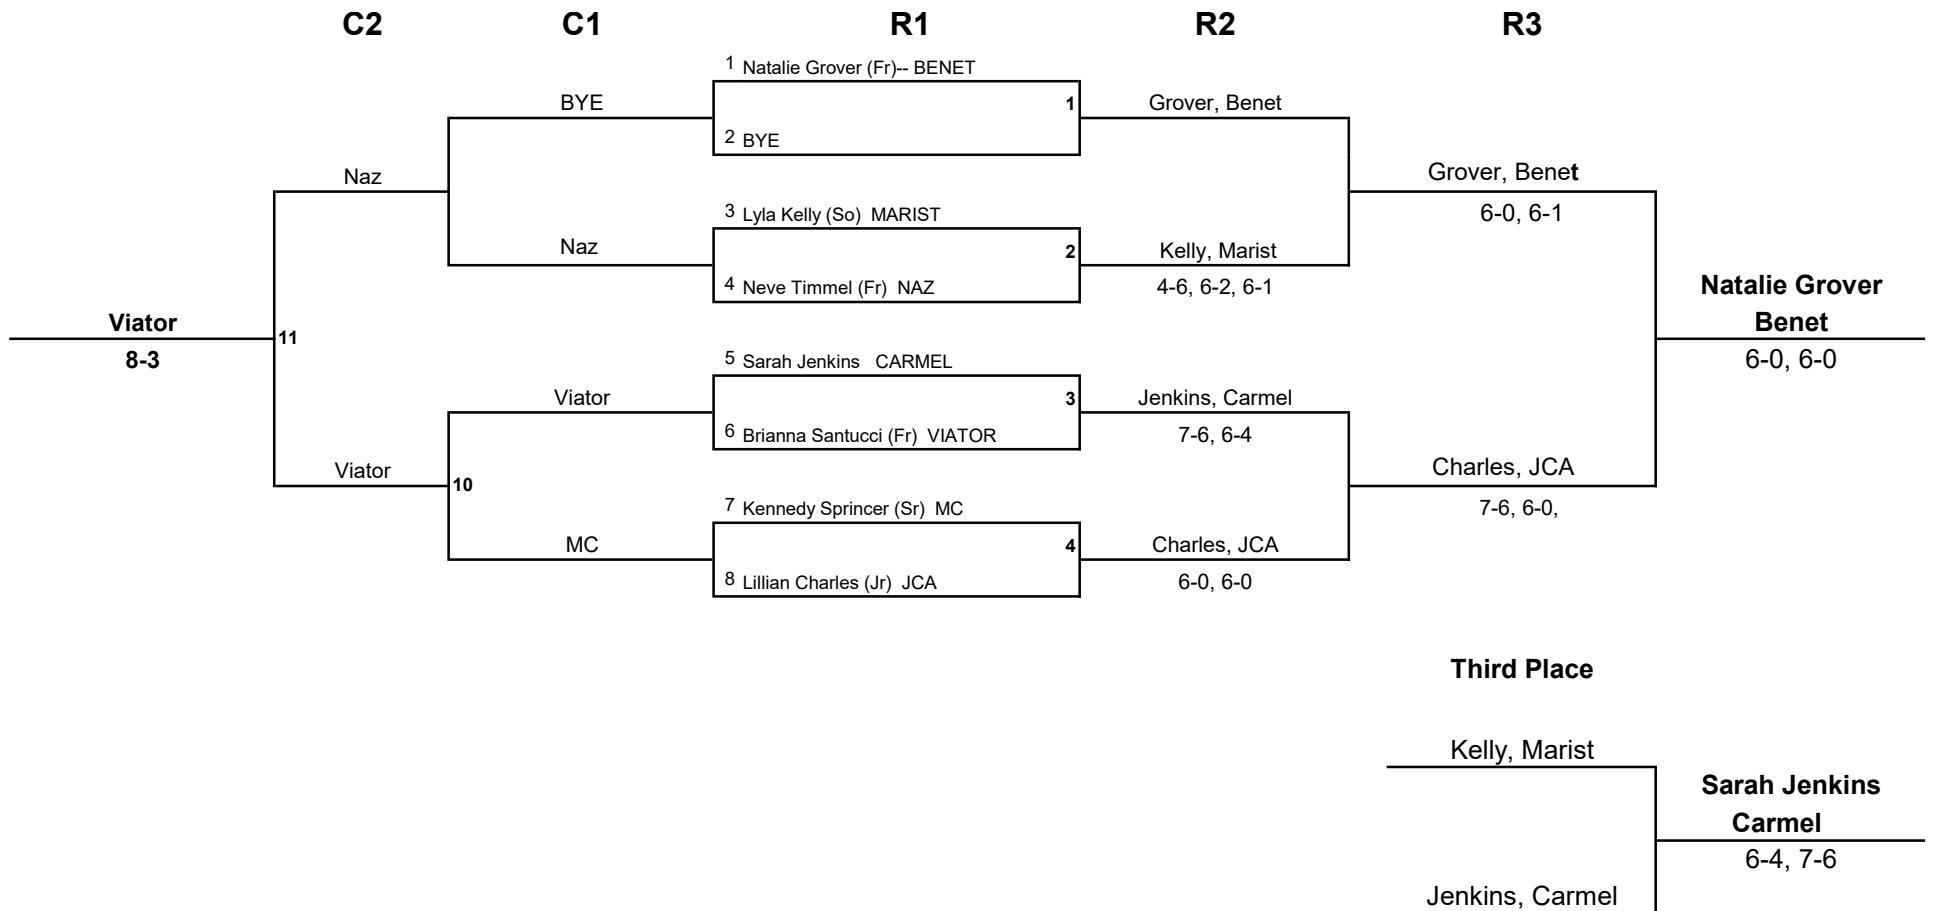 C2 C1 R1 R2 R3
1 Natalie Grover (Fr)-- BENET
BYE 1 Grover, Benet
2 BYE
Naz Grover, Benet
6-0, 6-1
3 Lyla Kelly (So) MARIST
Naz 2 Kelly, Marist
4 Neve Timmel (Fr) NAZ 4-6, 6-2, 6-1
Natalie Grover
Viator Benet
11
8-3 6-0, 6-0
5 Sarah Jenkins CARMEL
Viator 3 Jenkins, Carmel
6 Brianna Santucci (Fr) VIATOR 7-6, 6-4
Viator 10 Charles, JCA
7 Kennedy Sprincer (Sr) MC 7-6, 6-0,
MC 4 Charles, JCA
8 Lillian Charles (Jr) JCA 6-0, 6-0
Third Place
Kelly, Marist
Sarah Jenkins
Carmel
6-4, 7-6
Jenkins, Carmel